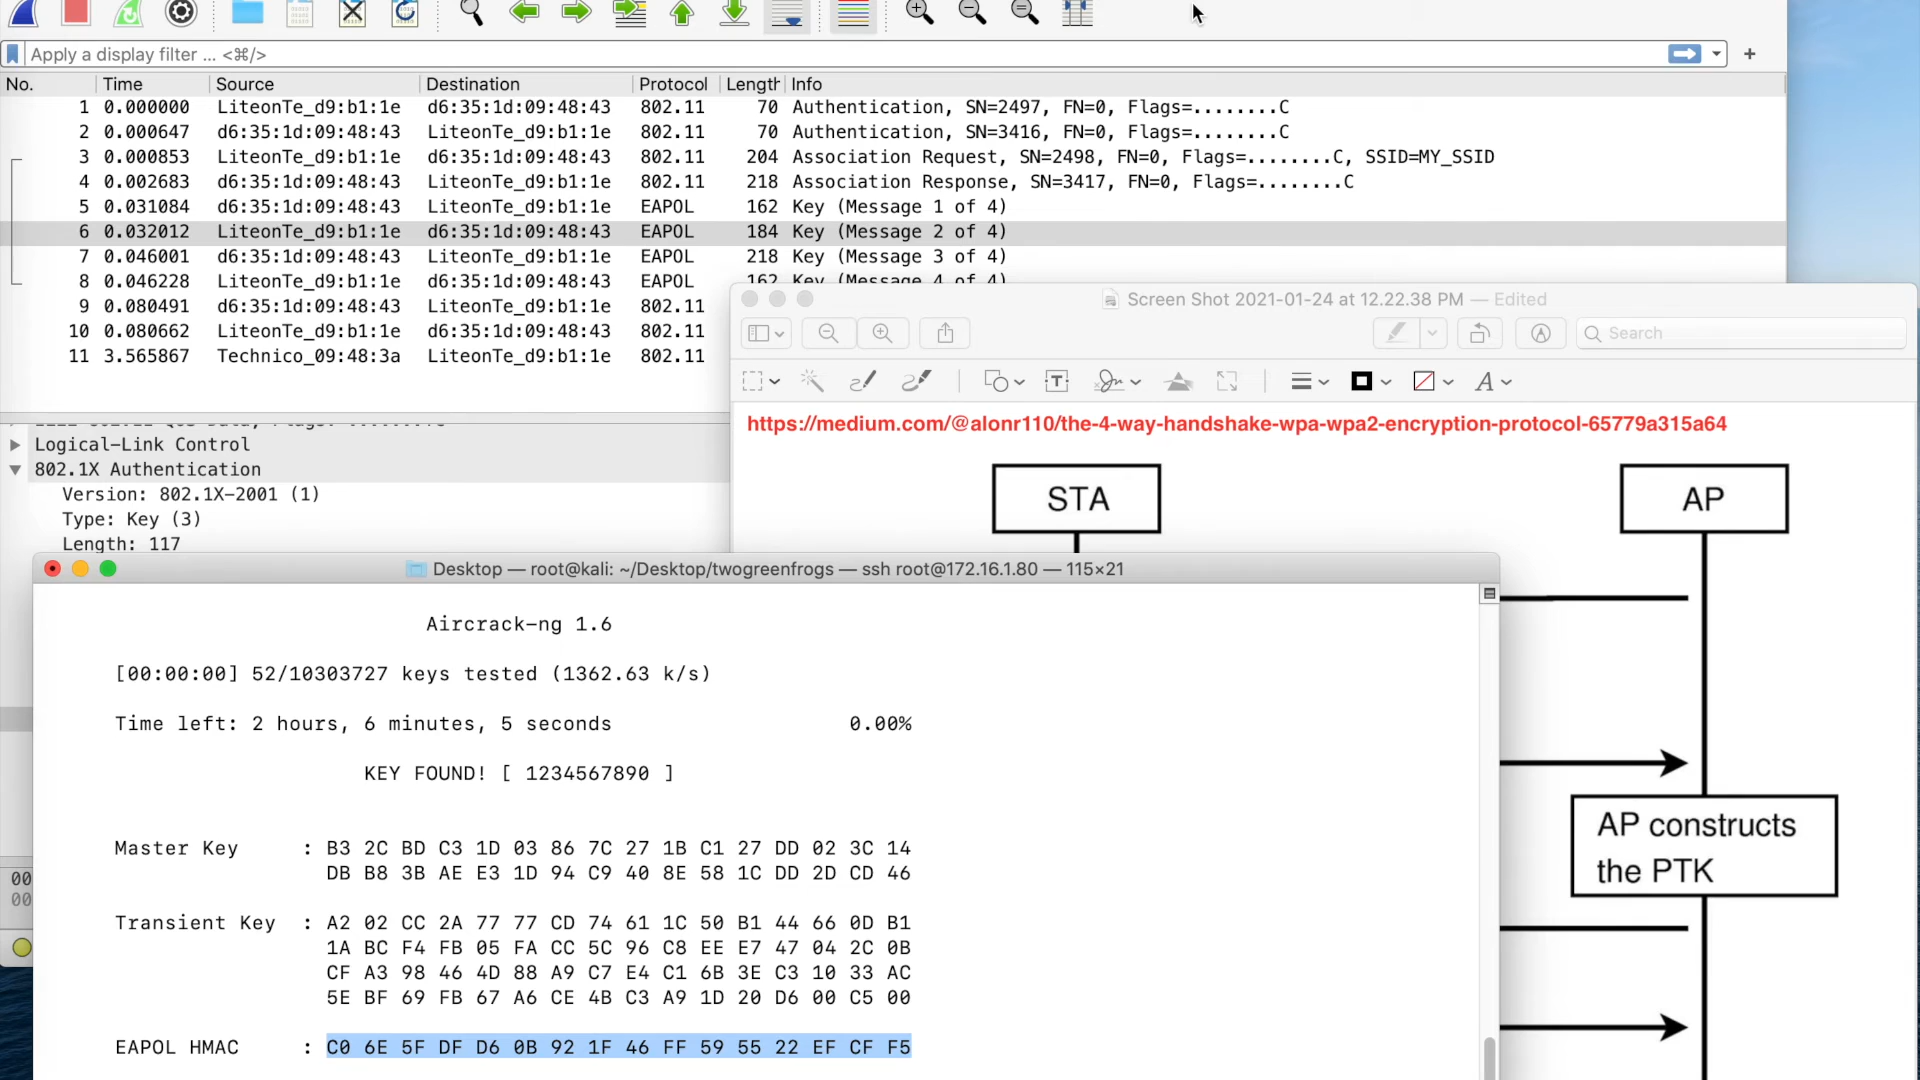 Apply a display filter ... <⌘/>
No. Time Source Destination Protocol Length Info
1 0.000000 LiteonTe_d9:b1:1e d6:35:1d:09:48:43 802.11 70 Authentication, SN=2497, FN=0, Flags=........C
2 0.000647 d6:35:1d:09:48:43 LiteonTe_d9:b1:1e 802.11 70 Authentication, SN=3416, FN=0, Flags=........C
3 0.000853 LiteonTe_d9:b1:1e d6:35:1d:09:48:43 802.11 204 Association Request, SN=2498, FN=0, Flags=........C, SSID=MY_SSID
4 0.002683 d6:35:1d:09:48:43 LiteonTe_d9:b1:1e 802.11 218 Association Response, SN=3417, FN=0, Flags=........C
5 0.031084 d6:35:1d:09:48:43 LiteonTe_d9:b1:1e EAPOL 162 Key (Message 1 of 4)
6 0.032012 LiteonTe_d9:b1:1e d6:35:1d:09:48:43 EAPOL 184 Key (Message 2 of 4)
7 0.046001 d6:35:1d:09:48:43 LiteonTe_d9:b1:1e EAPOL 218 Key (Message 3 of 4)
8 0.046228 LiteonTe_d9:b1:1e d6:35:1d:09:48:43 EAPOL 162 Key (Message 4 of 4)
9 0.080491 d6:35:1d:09:48:43 LiteonTe_d9:b1:1e 802.11
10 0.080662 LiteonTe_d9:b1:1e d6:35:1d:09:48:43 802.11
11 3.565867 Technico_09:48:3a LiteonTe_d9:b1:1e 802.11
Logical-Link Control
802.1X Authentication
Version: 802.1X-2001 (1)
Type: Key (3)
Length: 117
00
00
Screen Shot 2021-01-24 at 12.22.38 PM — Edited
Search
https://medium.com/@alonr110/the-4-way-handshake-wpa-wpa2-encryption-protocol-65779a315a64
STA
AP
AP constructs
the PTK
Desktop — root@kali: ~/Desktop/twogreenfrogs — ssh root@172.16.1.80 — 115×21
Aircrack-ng 1.6
[00:00:00] 52/10303727 keys tested (1362.63 k/s)
Time left: 2 hours, 6 minutes, 5 seconds 0.00%
KEY FOUND! [ 1234567890 ]
Master Key : B3 2C BD C3 1D 03 86 7C 27 1B C1 27 DD 02 3C 14
DB B8 3B AE E3 1D 94 C9 40 8E 58 1C DD 2D CD 46
Transient Key : A2 02 CC 2A 77 77 CD 74 61 1C 50 B1 44 66 0D B1
1A BC F4 FB 05 FA CC 5C 96 C8 EE E7 47 04 2C 0B
CF A3 98 46 4D 88 A9 C7 E4 C1 6B 3E C3 10 33 AC
5E BF 69 FB 67 A6 CE 4B C3 A9 1D 20 D6 00 C5 00
EAPOL HMAC : C0 6E 5F DF D6 0B 92 1F 46 FF 59 55 22 EF CF F5